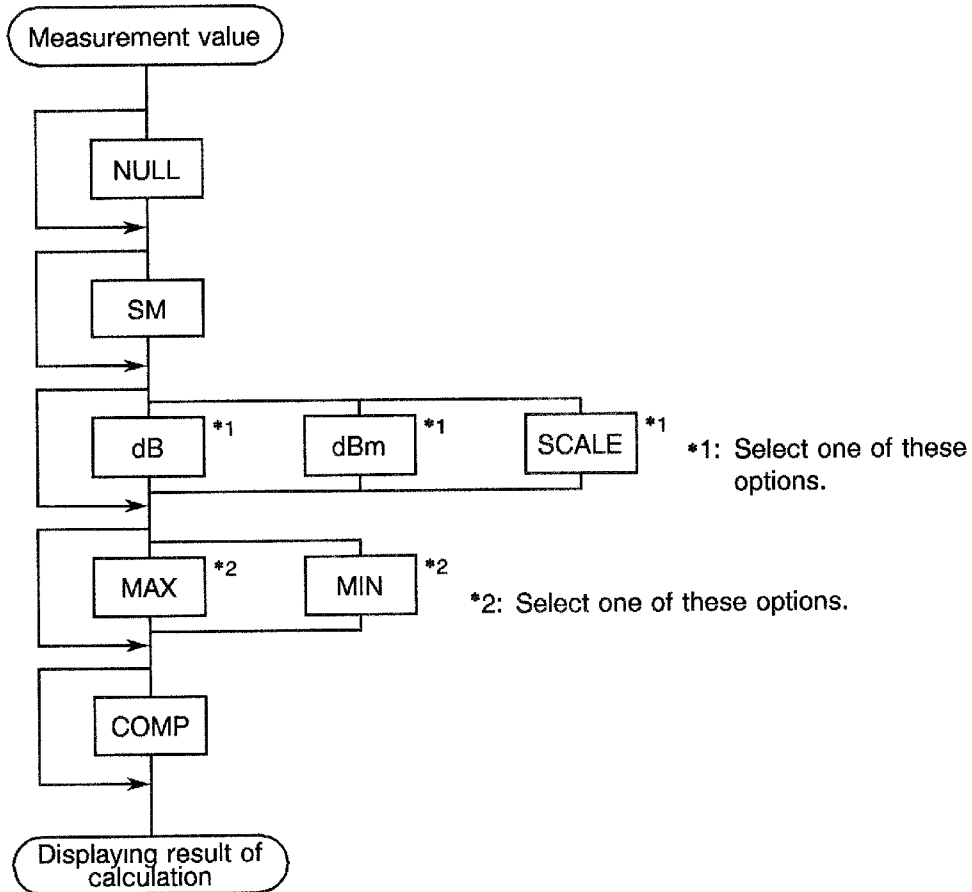 Measurement value
NULL
SM
dB *1
dBm *1
SCALE *1
*1: Select one of these
options.
MAX *2
MIN *2
*2: Select one of these options.
COMP
Displaying result of
calculation